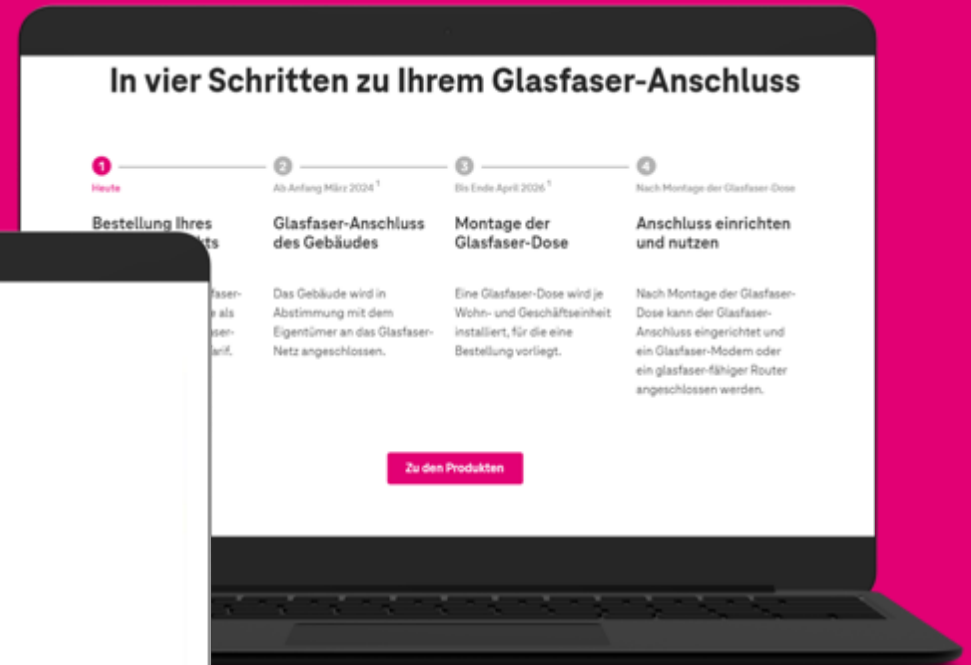 In vier Schritten zu Ihrem Glasfaser-Anschluss
1
2
3
4
Heute
Ab Anfang März 2024 1
Bis Ende April 2026 1
Nach Montage der Glasfaser-Dose
Bestellung Ihres
Glasfaser-Anschluss
des Gebäudes
Das Gebäude wird in
Abstimmung mit dem
Eigentümer an das Glasfaser-
Netz angeschlossen.
Montage der
Glasfaser-Dose
Eine Glasfaser-Dose wird je
Wohn- und Geschäftseinheit
installiert, für die eine
Bestellung vorliegt.
Anschluss einrichten
und nutzen
Nach Montage der Glasfaser-
Dose kann der Glasfaser-
Anschluss eingerichtet und
ein Glasfaser-Modem oder
ein glasfaser-fähiger Router
angeschlossen werden.
Zu den Produkten